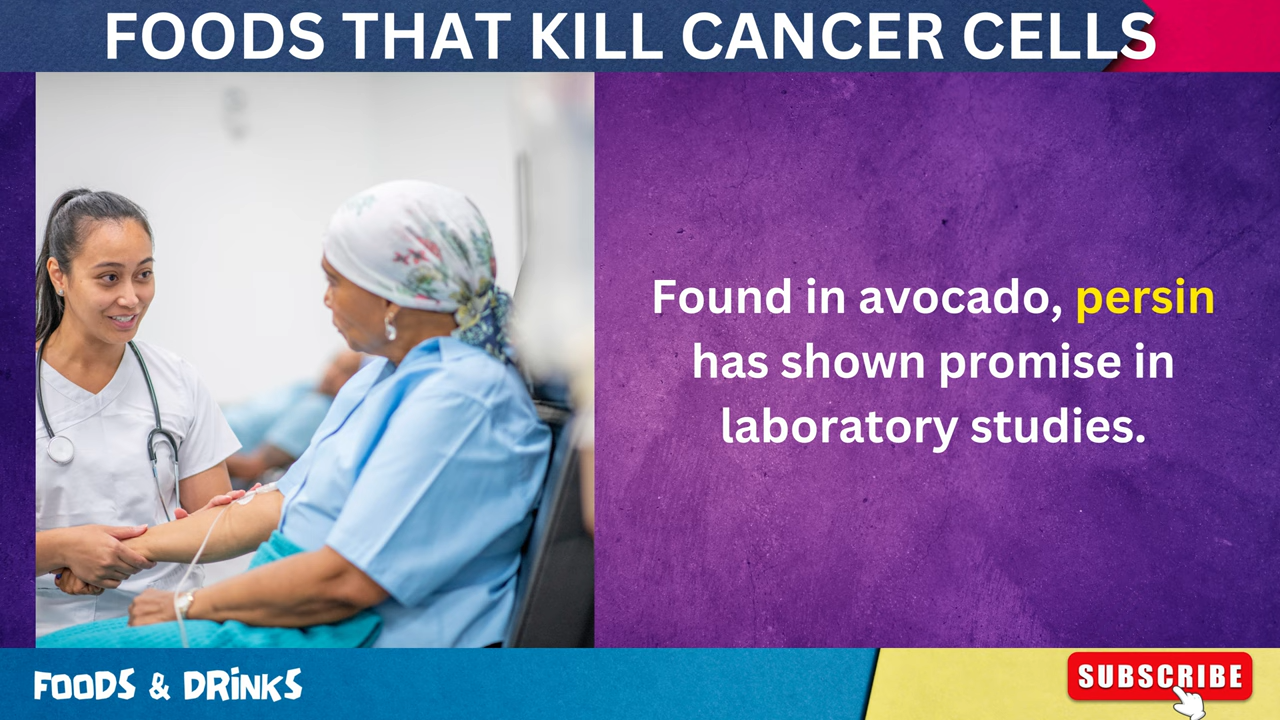 FOODS THAT KILL CANCER CELLS
Found in avocado, persin
has shown promise in
laboratory studies.
FOODS & DRINKS
SUBSCRIBE